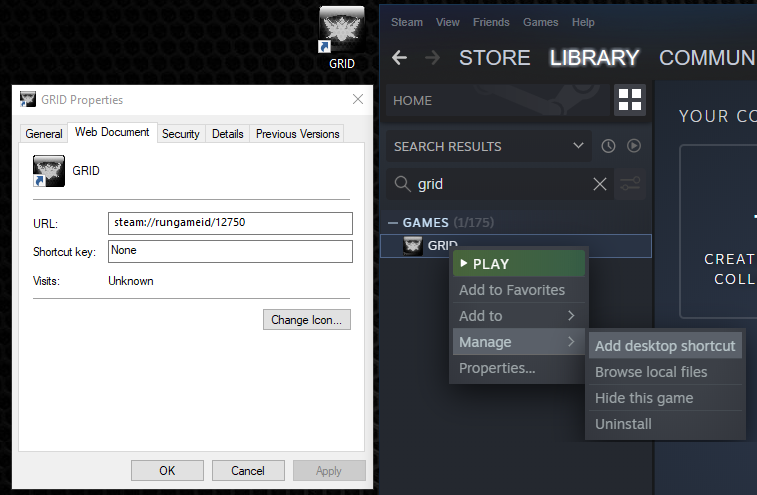 GRID
GRID Properties
General
Web Document
Security
Details
Previous Versions
GRID
URL:
steam://rungameid/12750
Shortcut key:
None
Visits:
Unknown
Change Icon...
OK
Cancel
Apply
Steam View Friends Games Help
STORE LIBRARY COMMUN
HOME
SEARCH RESULTS
grid
GAMES (1/175)
GRID
PLAY
Add to Favorites
Add to
Manage
Properties...
Add desktop shortcut
Browse local files
Hide this game
Uninstall
YOUR CO
CREAT
COLL